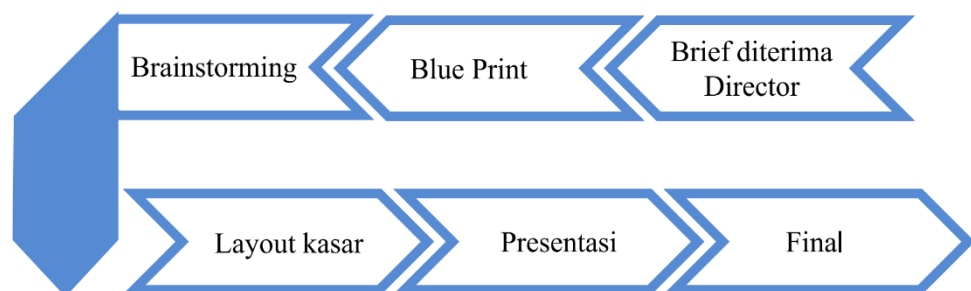 Brainstorming
Blue Print
Brief diterima
Director
Layout kasar
Presentasi
Final